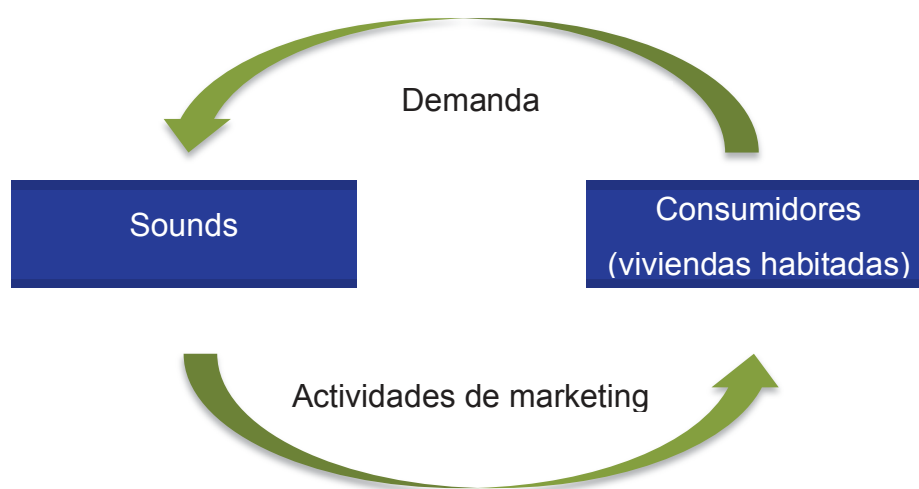 Demanda
Sounds
Consumidores
(viviendas habitadas)
Actividades de marketing